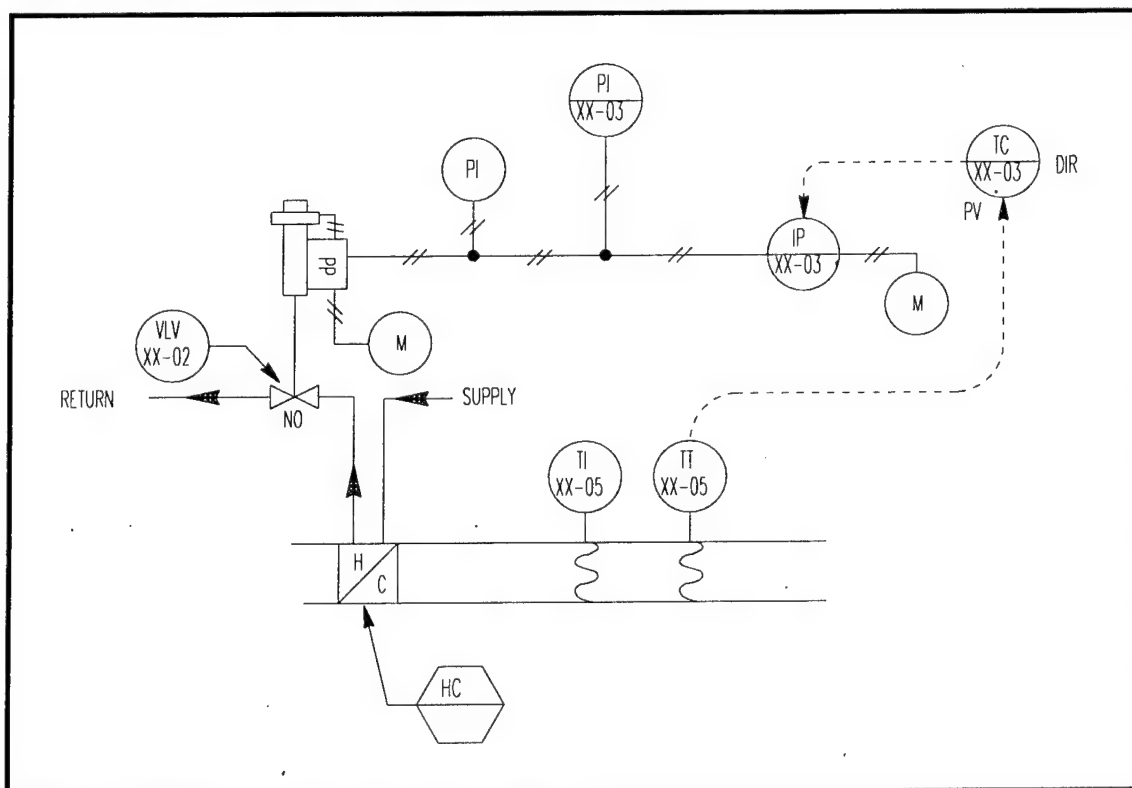 PI
XX-03
PI
TC
XX-03
DIR
PV
IP
XX-03
PP
M
M
VLV
XX-02
RETURN
NO
SUPPLY
TI
XX-05
TT
XX-05
H
C
HC